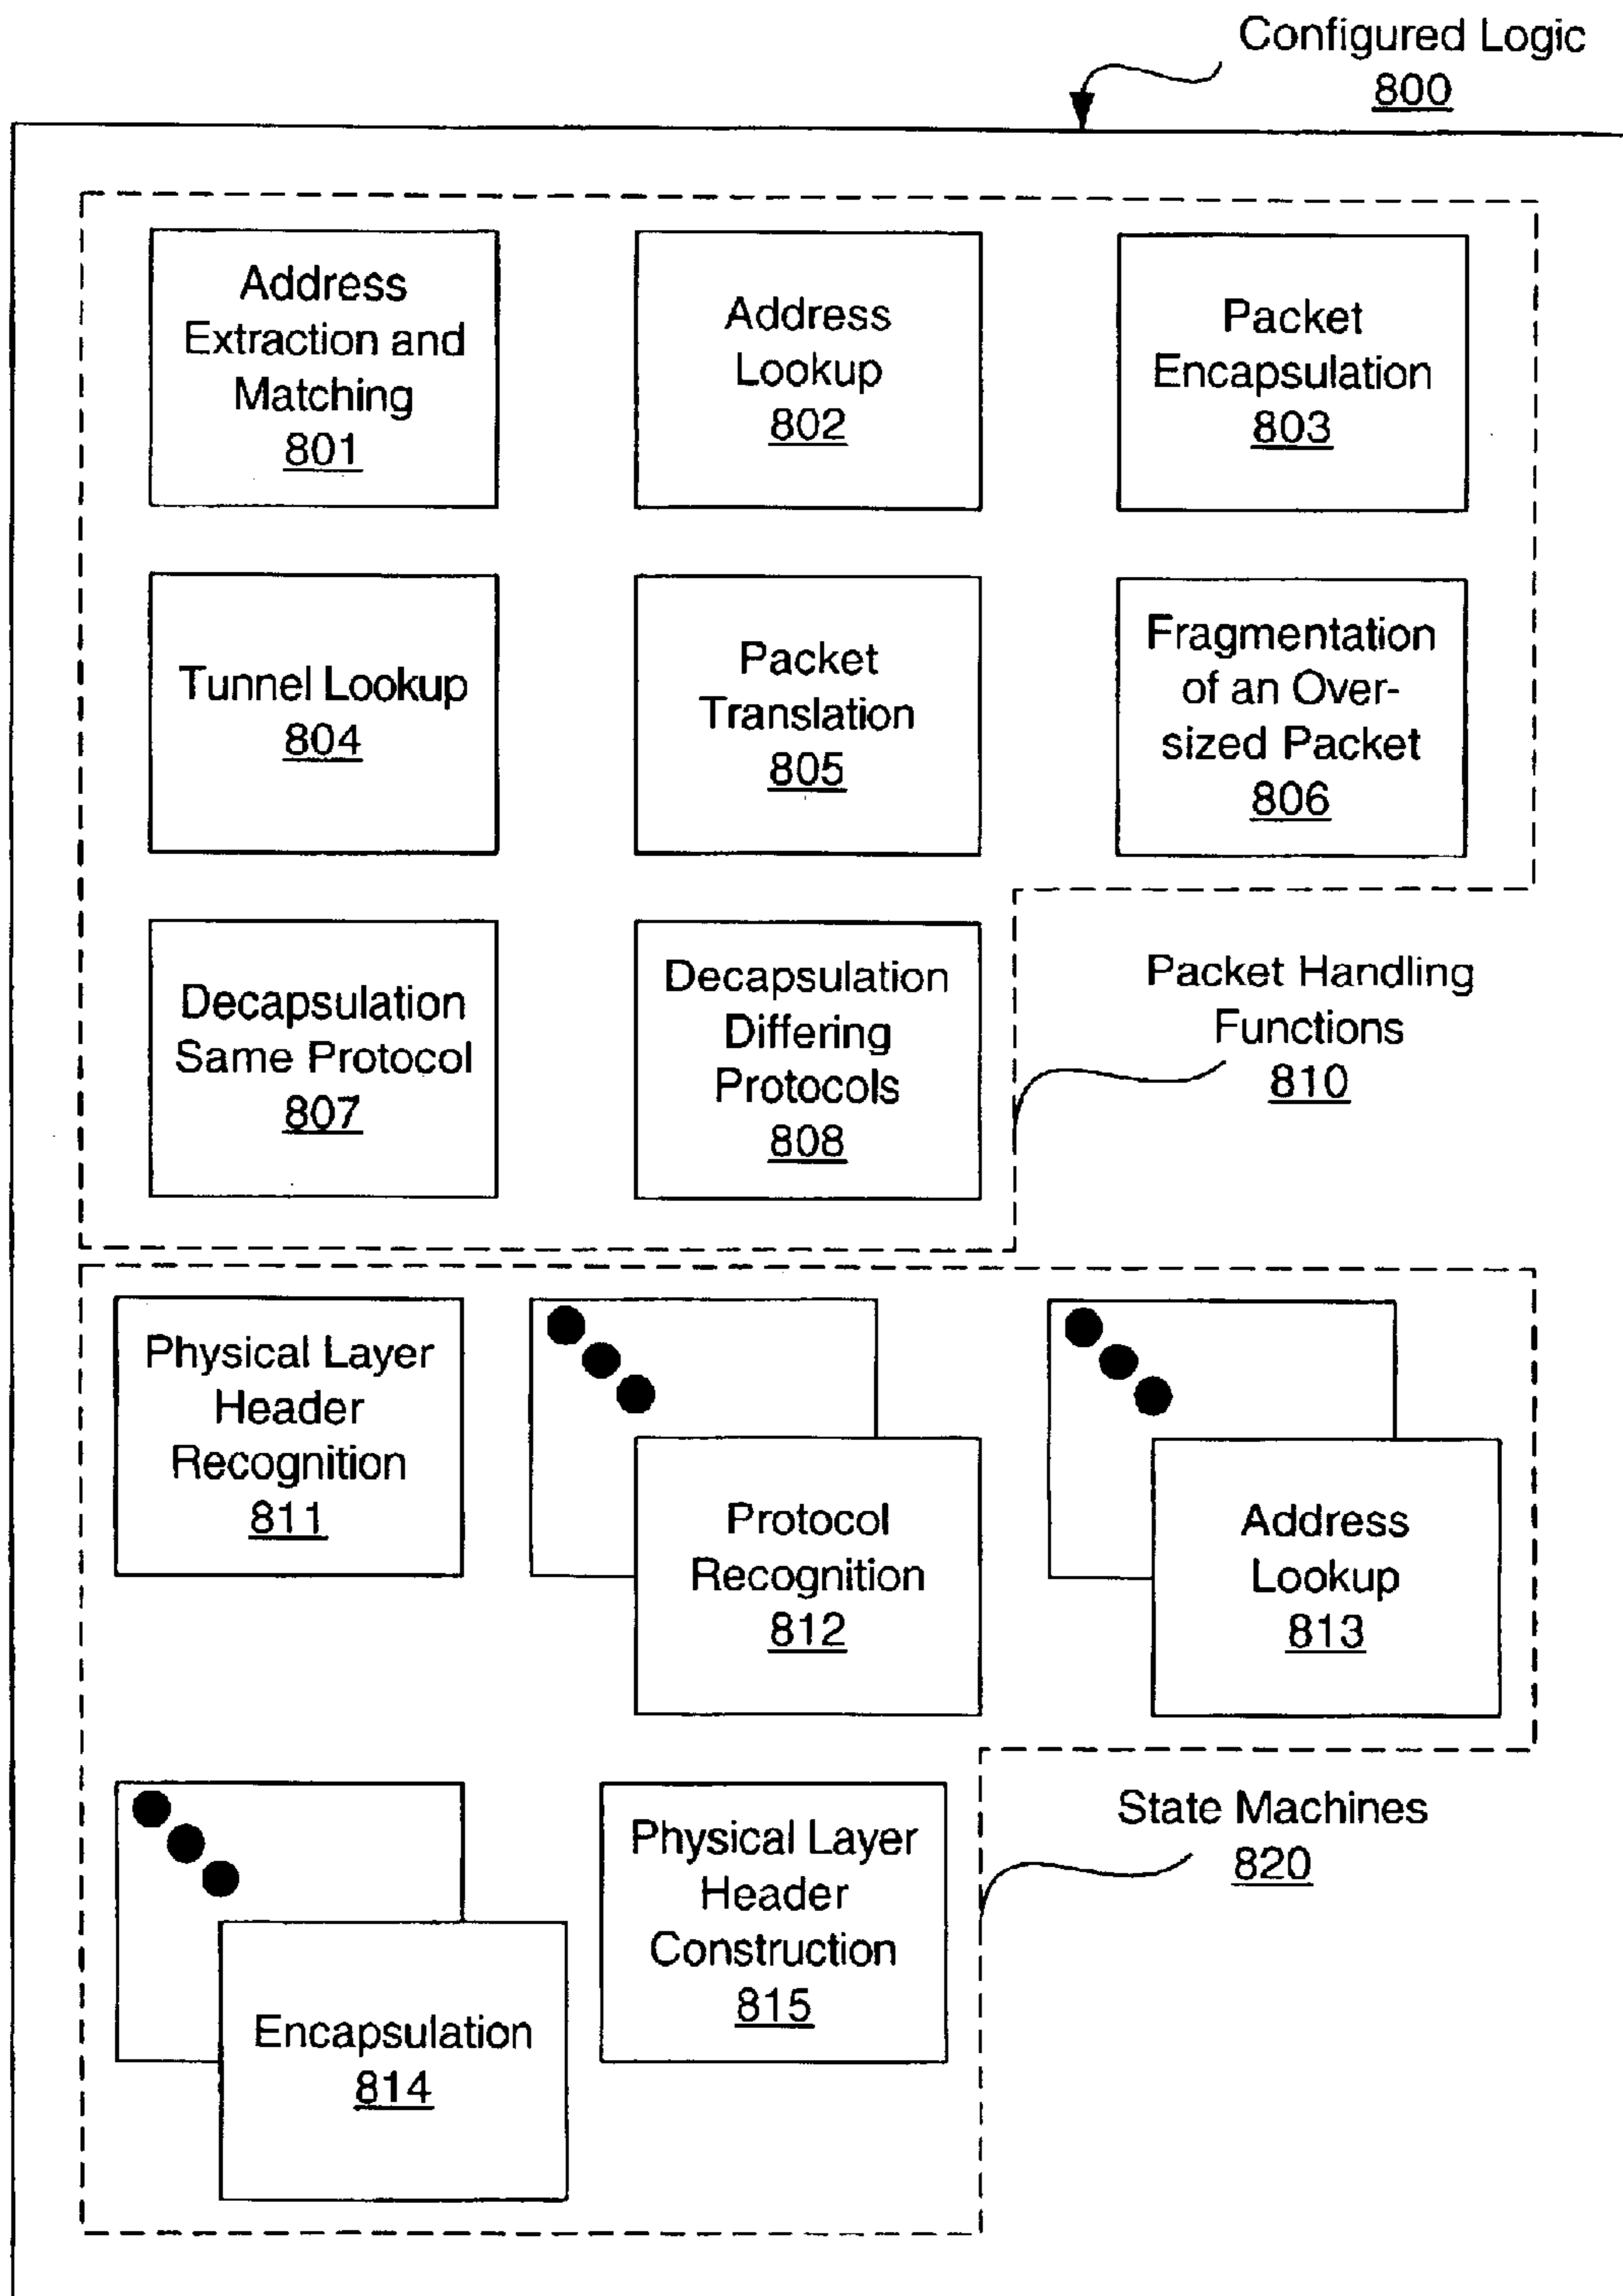 Configured Logic
800
Address
Extraction and
Matching
801
Address
Lookup
802
Packet
Encapsulation
803
Tunnel Lookup
804
Packet
Translation
805
Fragmentation
of an Over-
sized Packet
806
Decapsulation
Same Protocol
807
Decapsulation
Differing
Protocols
808
Packet Handling
Functions
810
Physical Layer
Header
Recognition
811
Protocol
Recognition
812
Address
Lookup
813
State Machines
820
Encapsulation
814
Physical Layer
Header
Construction
815